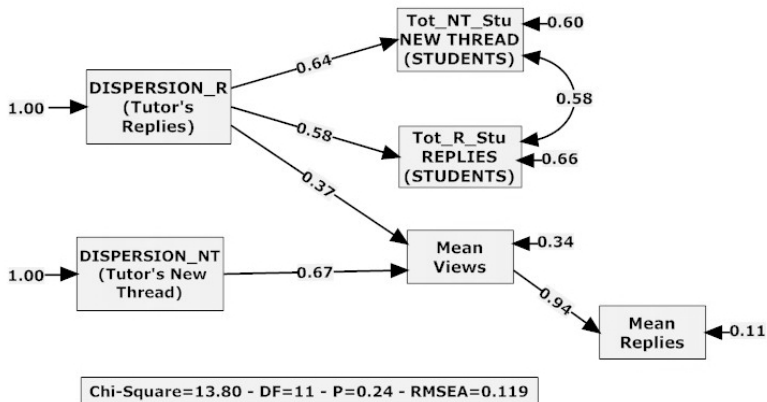 Tot_NT_Stu
NEW THREAD
(STUDENTS)
0.60
0.64
DISPERSION_R
(Tutor's
Replies)
1.00
0.58
0.58
Tot_R_Stu
REPLIES
(STUDENTS)
0.66
0.37
DISPERSION_NT
(Tutor's New
Thread)
1.00
0.67
Mean
Views
0.34
0.94
Mean
Replies
0.11
Chi-Square=13.80 - DF=11 - P=0.24 - RMSEA=0.119